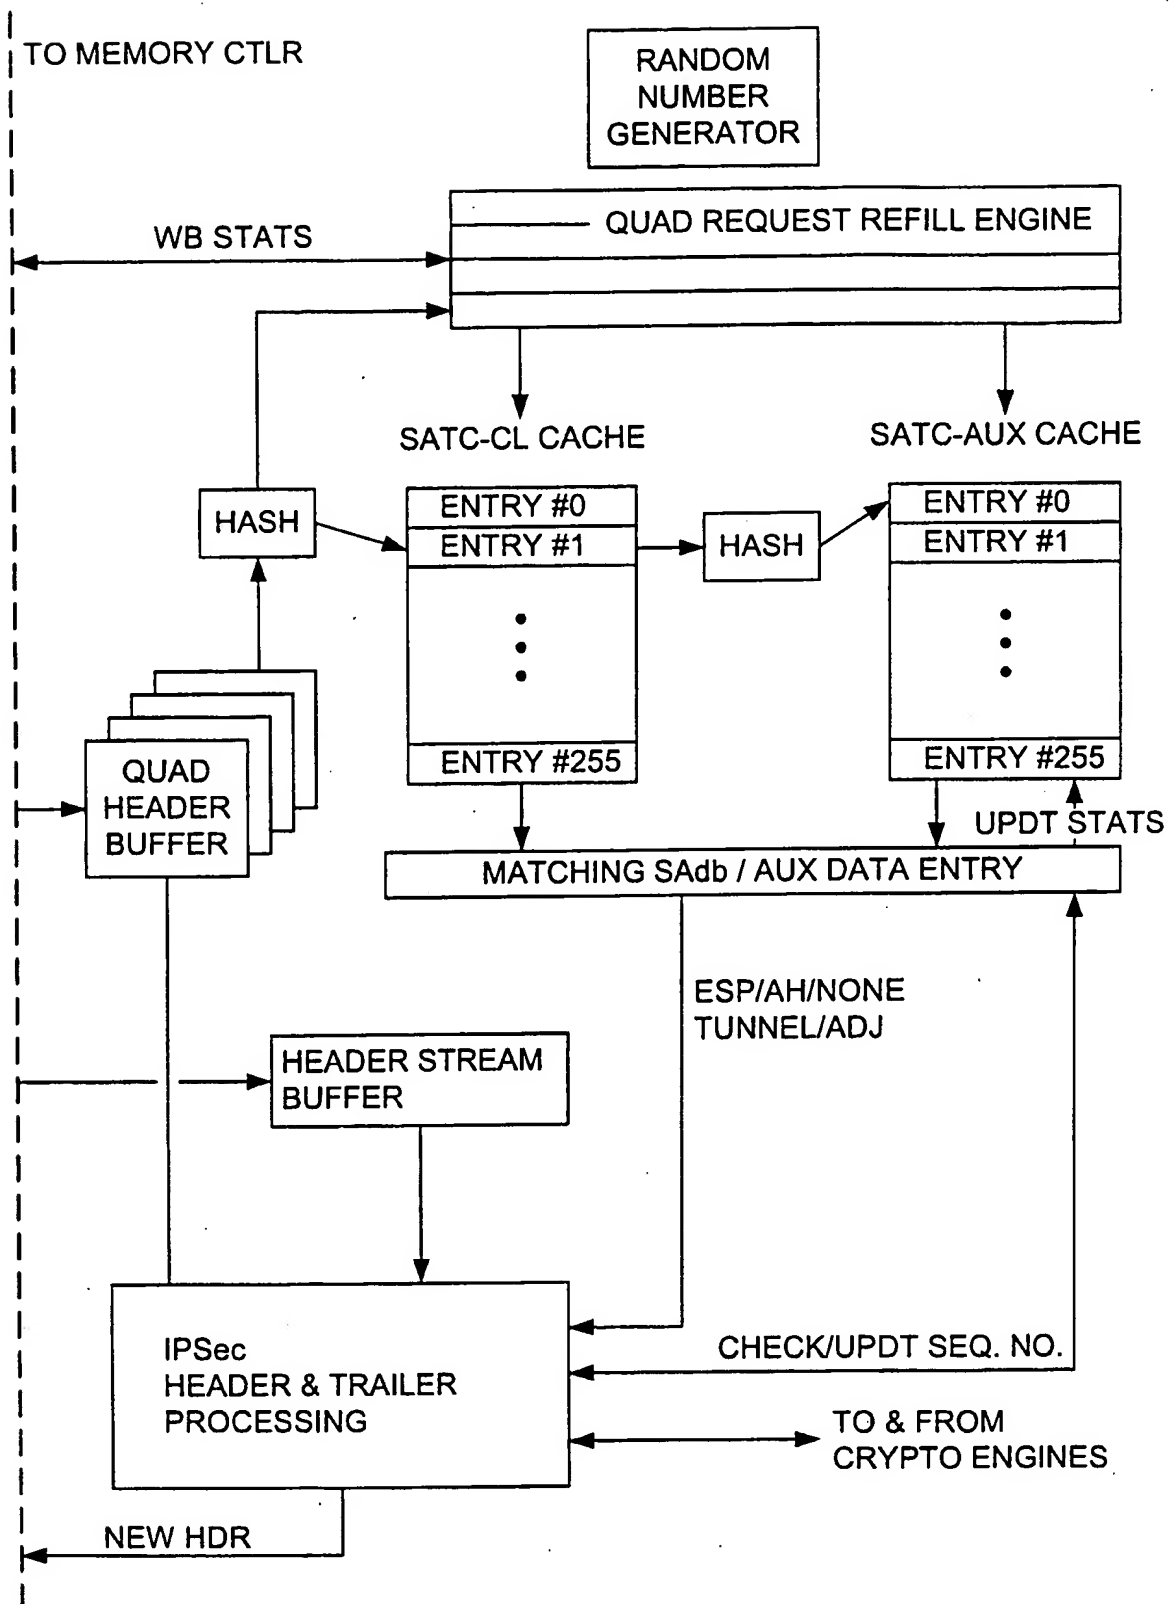 TO MEMORY CTLR
RANDOM
NUMBER
GENERATOR
WB STATS
QUAD REQUEST REFILL ENGINE
SATC-CL CACHE
SATC-AUX CACHE
HASH
ENTRY #0
ENTRY #1
ENTRY #255
HASH
ENTRY #0
ENTRY #1
ENTRY #255
QUAD
HEADER
BUFFER
UPDT STATS
MATCHING SAdb / AUX DATA ENTRY
ESP/AH/NONE
TUNNEL/ADJ
HEADER STREAM
BUFFER
IPSec
HEADER & TRAILER
PROCESSING
CHECK/UPDT SEQ. NO.
TO & FROM
CRYPTO ENGINES
NEW HDR